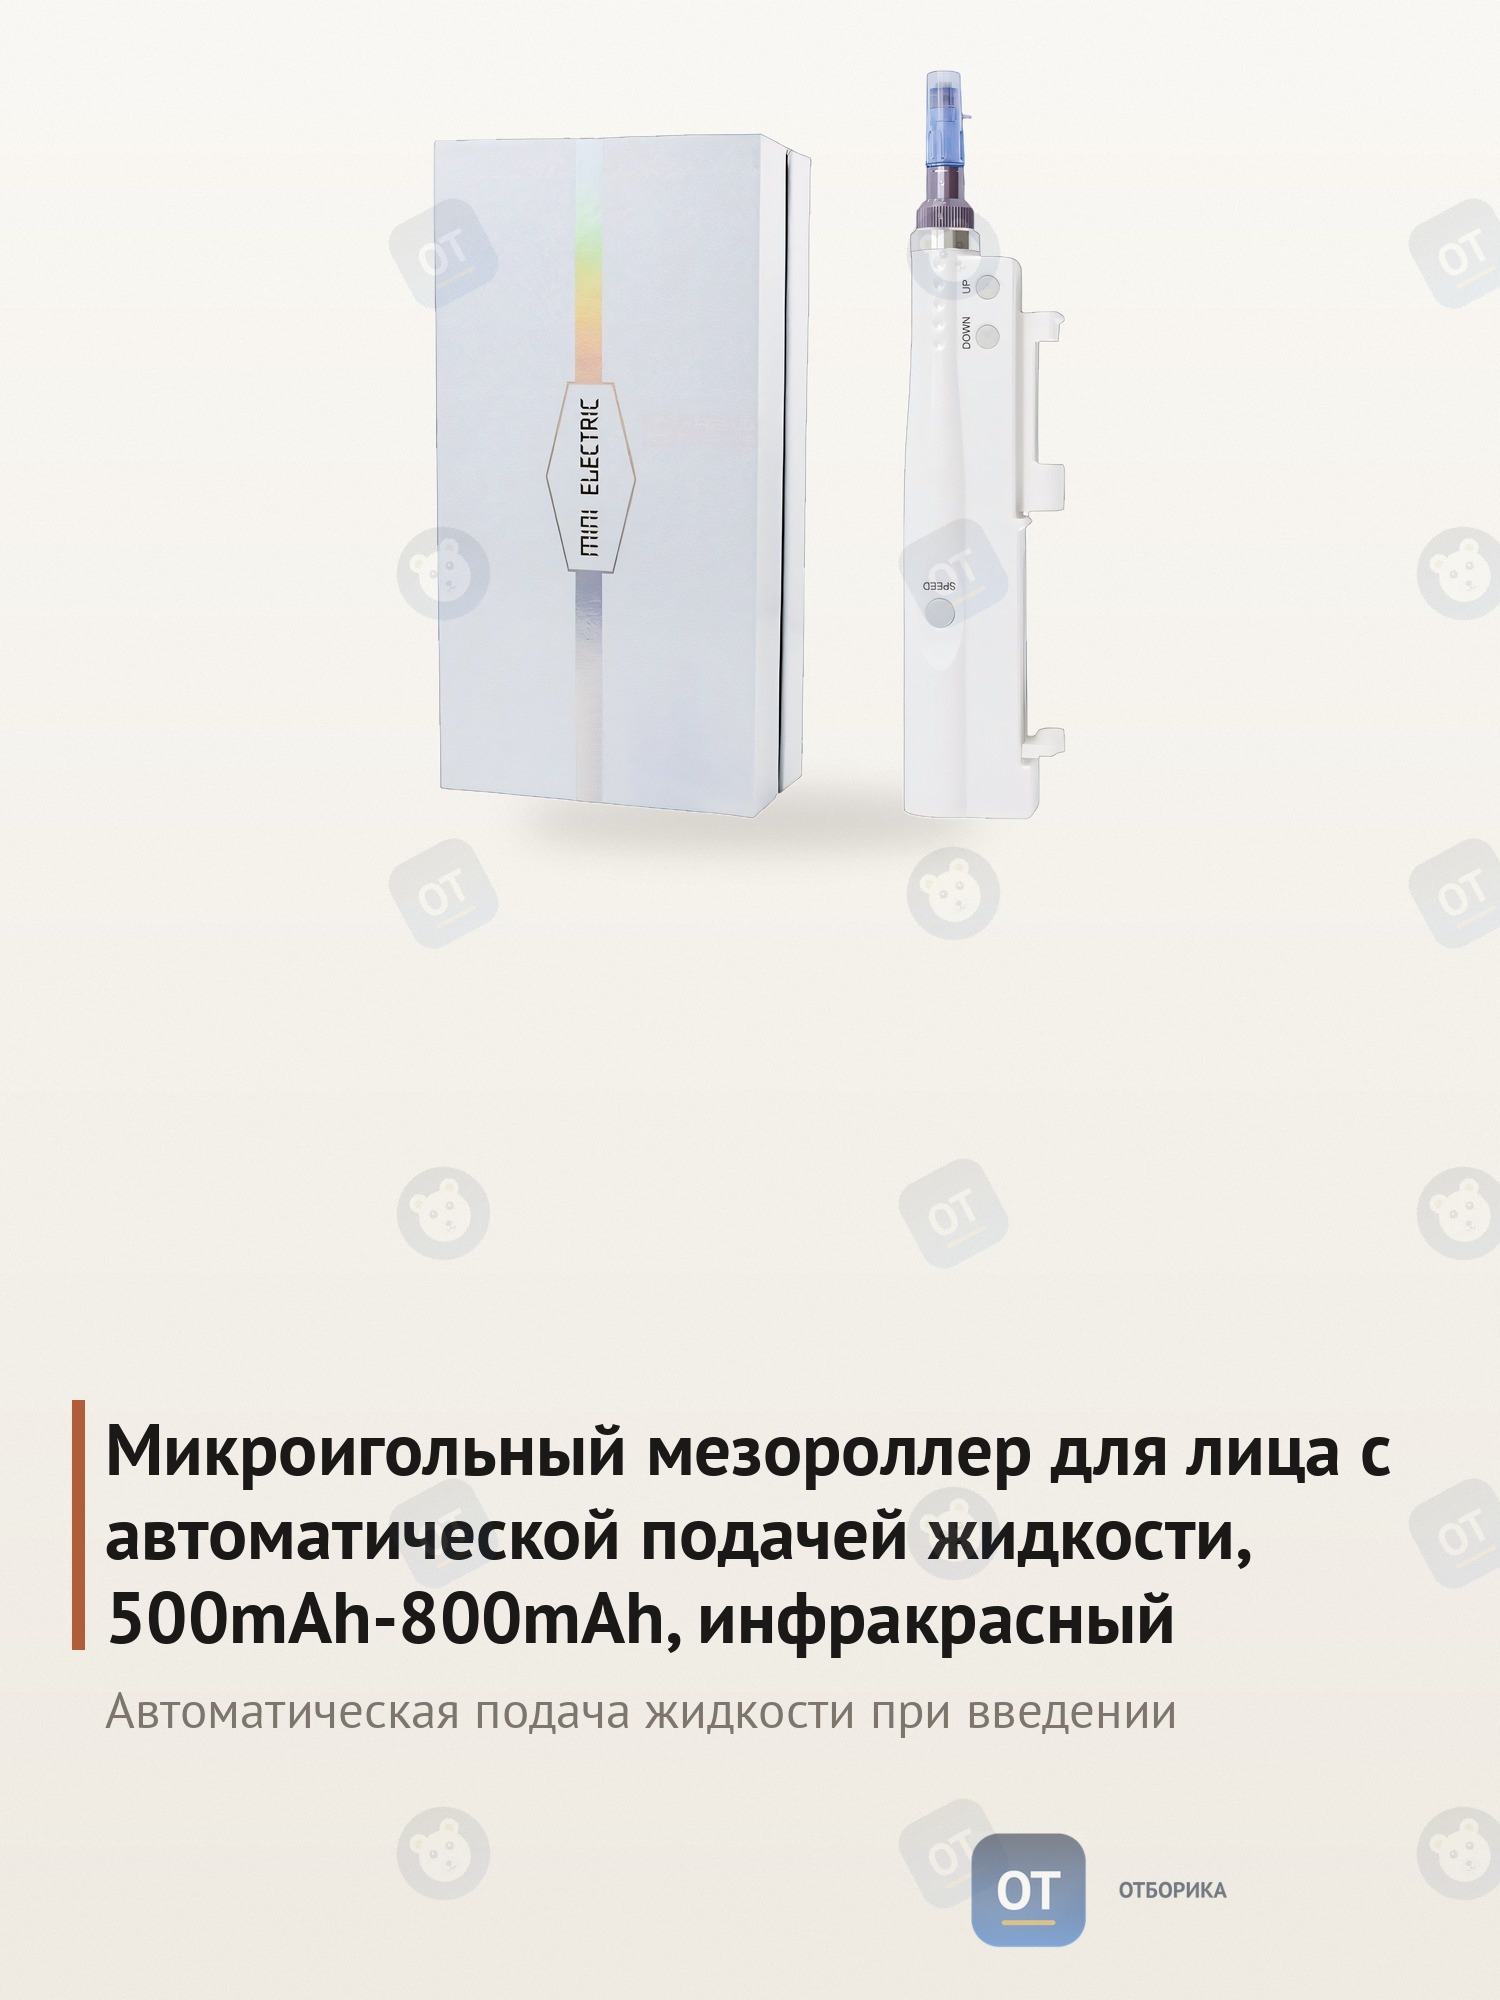 MINI ELECTRIC
UP
DOWN
SPEED
Микроигольный мезороллер для лица с
автоматической подачей жидкости,
500mAh-800mAh, инфракрасный
Автоматическая подача жидкости при введении
ОТ
ОТБОРИКА